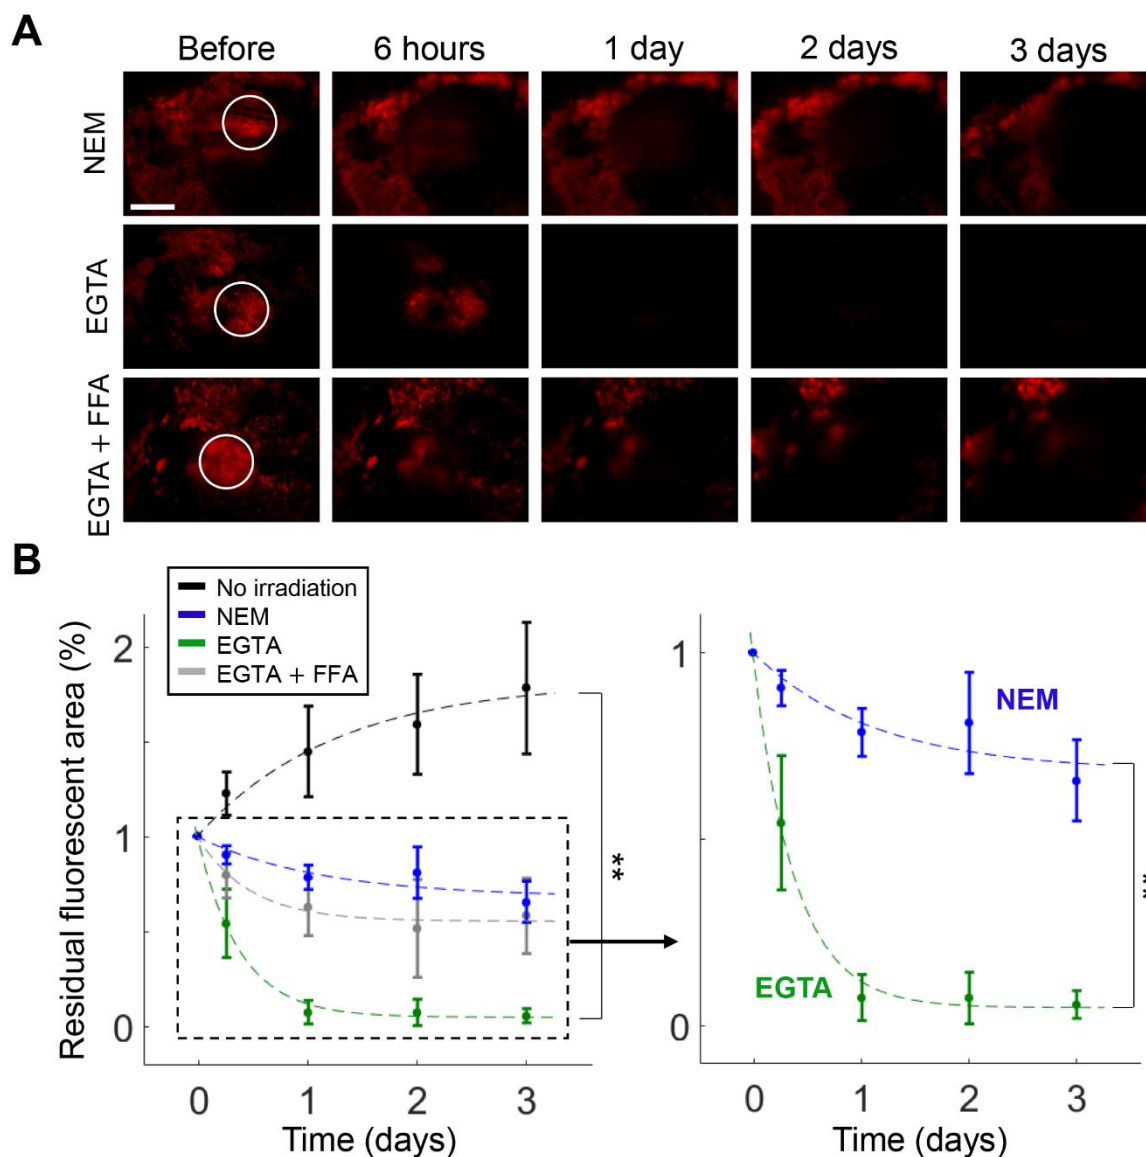 A
Before
6 hours
1 day
2 days
3 days
NEM
EGTA
EGTA + FFA
B
No irradiation
NEM
EGTA
EGTA + FFA
Residual fluorescent area (%)
2
1
0
**
0 1 2 3
Time (days)
1
0
NEM
EGTA
0 1 2 3
Time (days)